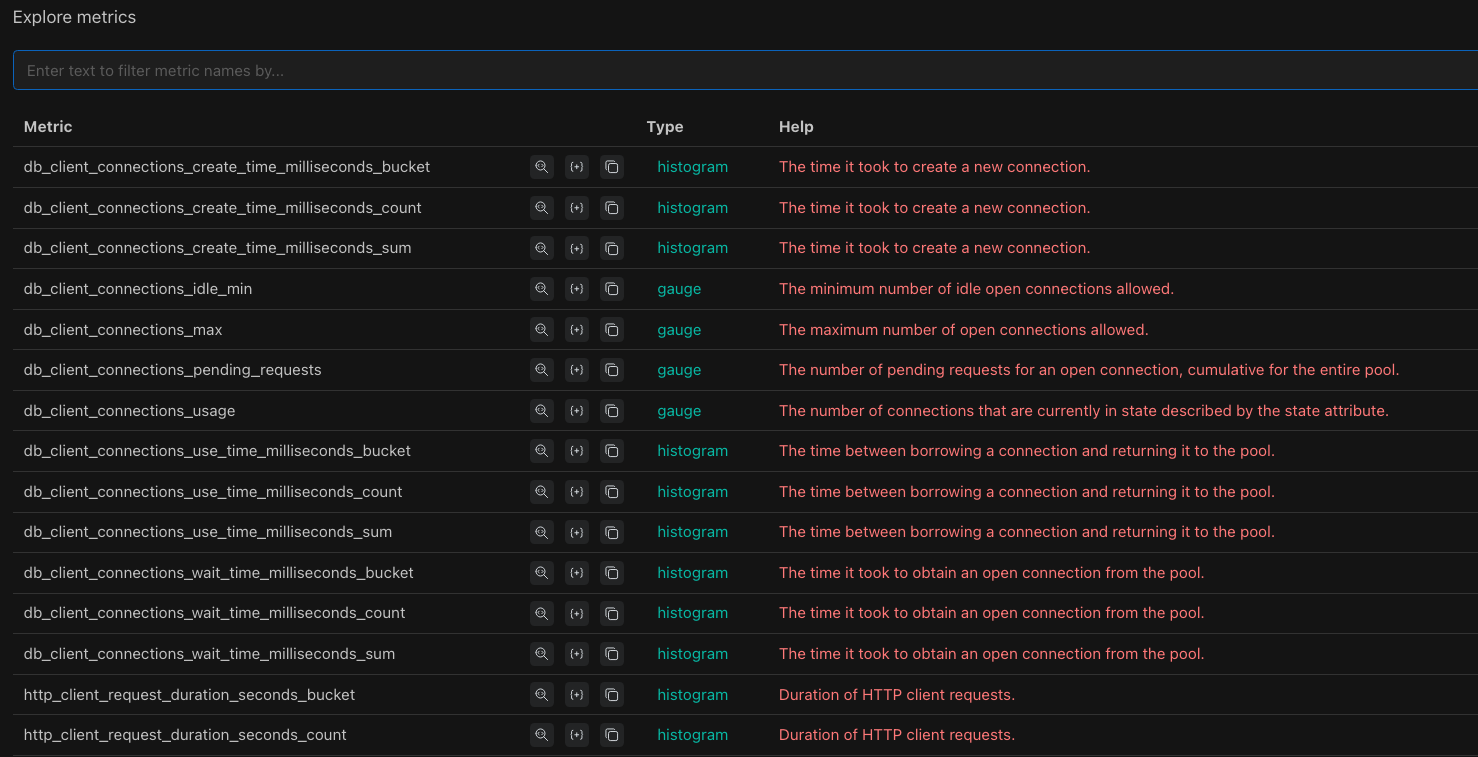 Explore metrics
Enter text to filter metric names by...
Metric Type Help
db_client_connections_create_time_milliseconds_bucket {+} histogram The time it took to create a new connection.
db_client_connections_create_time_milliseconds_count {+} histogram The time it took to create a new connection.
db_client_connections_create_time_milliseconds_sum {+} histogram The time it took to create a new connection.
db_client_connections_idle_min {+} gauge The minimum number of idle open connections allowed.
db_client_connections_max {+} gauge The maximum number of open connections allowed.
db_client_connections_pending_requests {+} gauge The number of pending requests for an open connection, cumulative for the entire pool.
db_client_connections_usage {+} gauge The number of connections that are currently in state described by the state attribute.
db_client_connections_use_time_milliseconds_bucket {+} histogram The time between borrowing a connection and returning it to the pool.
db_client_connections_use_time_milliseconds_count {+} histogram The time between borrowing a connection and returning it to the pool.
db_client_connections_use_time_milliseconds_sum {+} histogram The time between borrowing a connection and returning it to the pool.
db_client_connections_wait_time_milliseconds_bucket {+} histogram The time it took to obtain an open connection from the pool.
db_client_connections_wait_time_milliseconds_count {+} histogram The time it took to obtain an open connection from the pool.
db_client_connections_wait_time_milliseconds_sum {+} histogram The time it took to obtain an open connection from the pool.
http_client_request_duration_seconds_bucket {+} histogram Duration of HTTP client requests.
http_client_request_duration_seconds_count {+} histogram Duration of HTTP client requests.